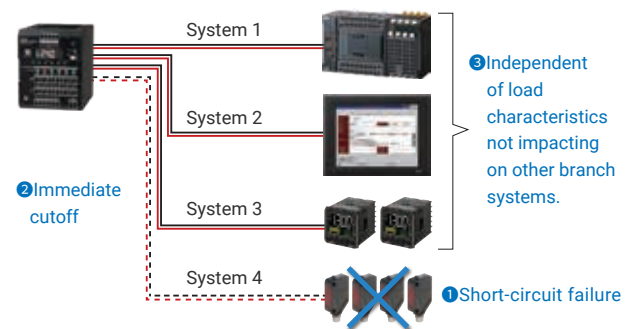 System 1
System 2
System 3
System 4
❷Immediate
cutoff
❸Independent
of load
characteristics
not impacting
on other branch
systems.
❶Short-circuit failure